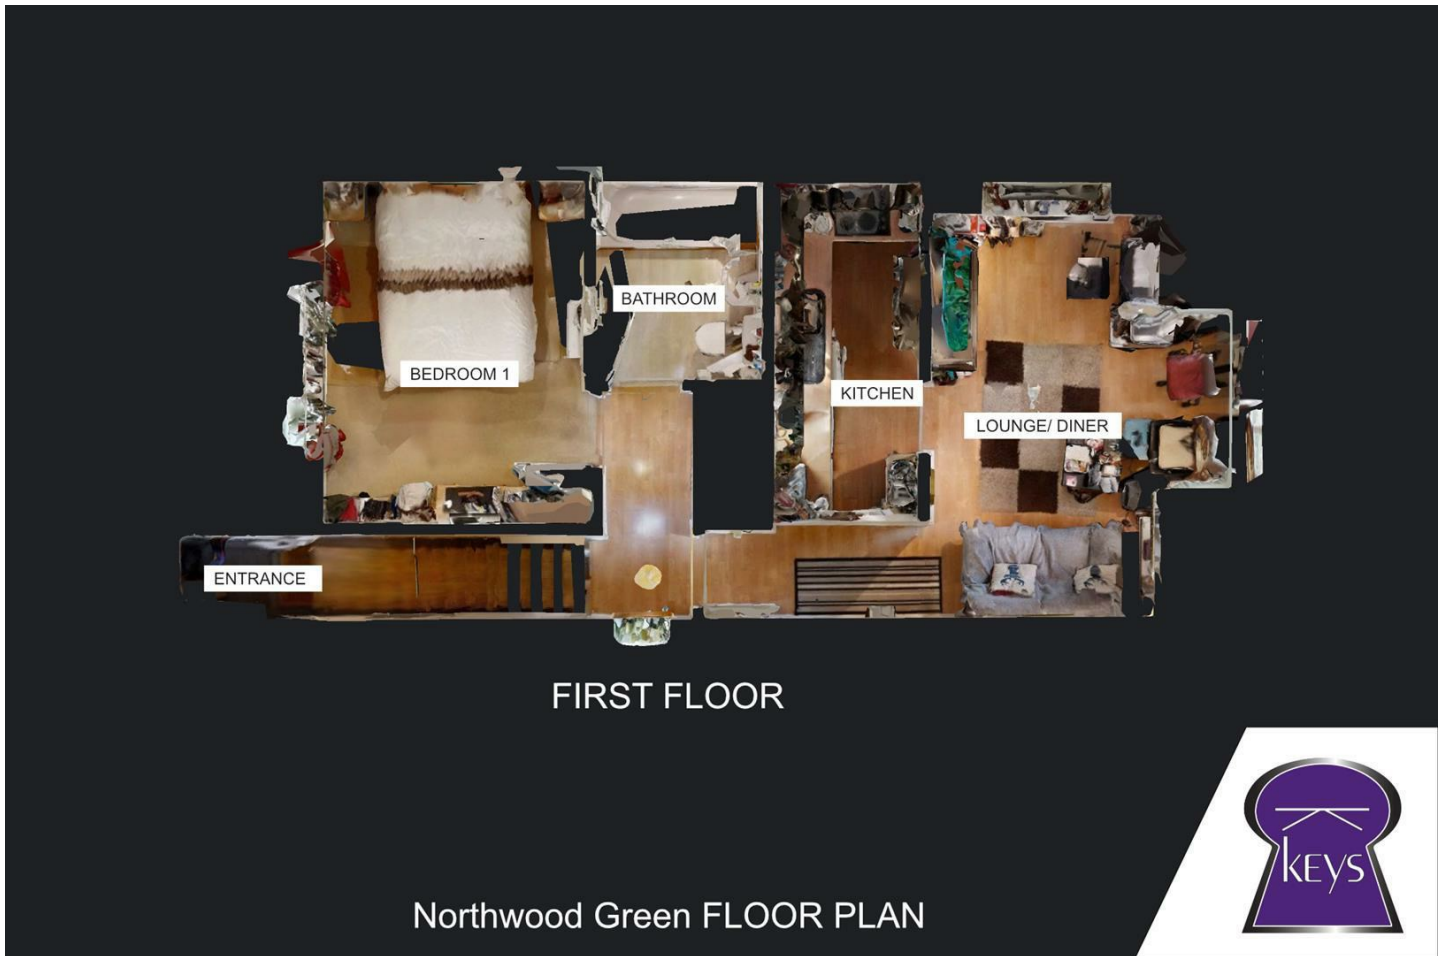 BATHROOM
BEDROOM 1
KITCHEN
LOUNGE/ DINER
ENTRANCE
FIRST FLOOR
Northwood Green FLOOR PLAN
KEYS